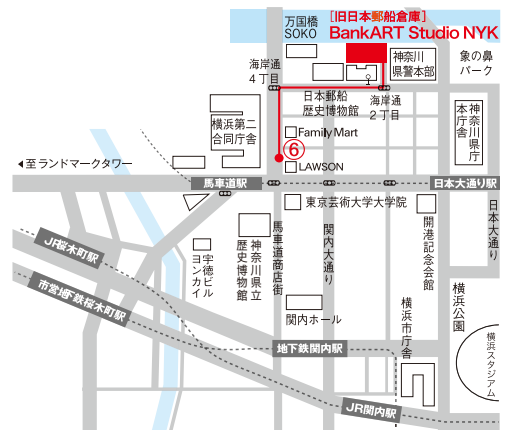 万国橋
SOKO
[旧日本郵船倉庫]
BankART Studio NYK
神奈川
県警本部
象の鼻
パーク
海岸通
4丁目
日本郵船
歴史博物館
海岸通
2丁目
横浜第二
合同庁舎
Family Mart
⑥
LAWSON
神奈川県庁
本庁舎
至ランドマークタワー
馬車道駅
日本大通り駅
東京芸術大学大学院
日本大通り
馬車道商店街
関内大通り
開港記念会館
神奈川県立
歴史博物館
宇徳ビル
ヨンカイ
JR桜木町駅
市営地下鉄桜木町駅
関内ホール
横浜市庁舎
横浜公園
横浜スタジアム
地下鉄関内駅
JR関内駅